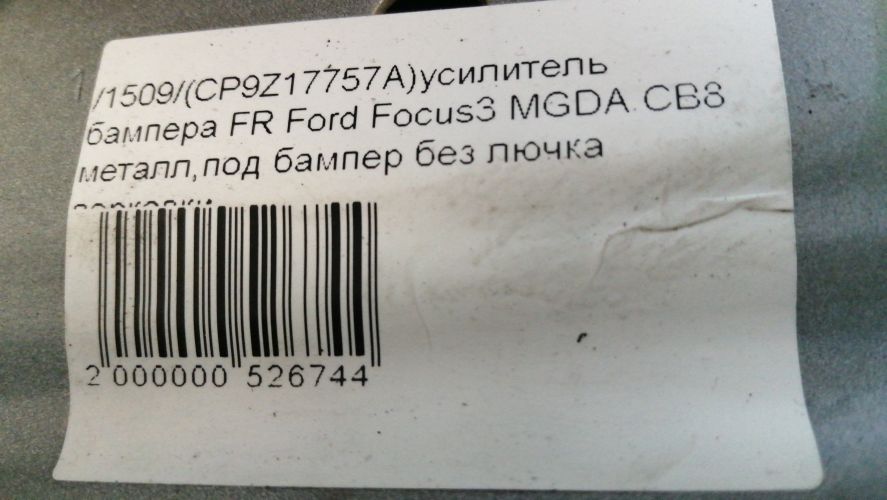 /1509/(CP9Z17757A)усилитель
бампера FR Ford Focus3 MGDA CB8
металл,под бампер без лючка
2 000000 526744